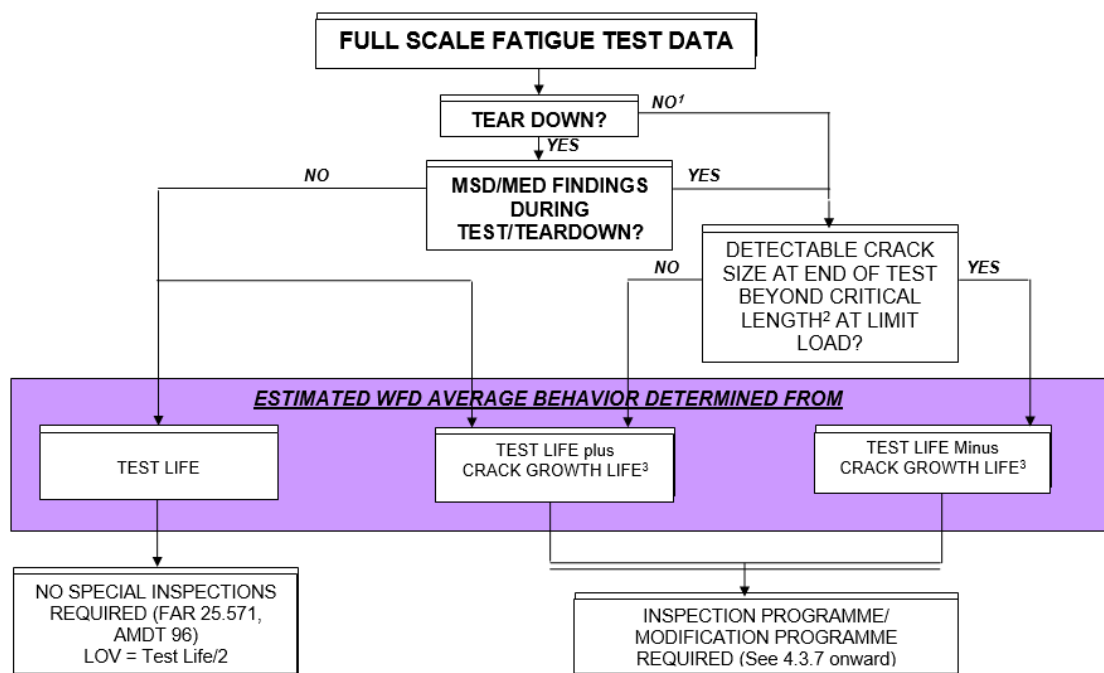 FULL SCALE FATIGUE TEST DATA
NO¹
TEAR DOWN?
YES
NO
MSD/MED FINDINGS
DURING
TEST/TEARDOWN?
YES
NO
DETECTABLE CRACK
SIZE AT END OF TEST
BEYOND CRITICAL
LENGTH² AT LIMIT
LOAD?
YES
ESTIMATED WFD AVERAGE BEHAVIOR DETERMINED FROM
TEST LIFE
TEST LIFE plus
CRACK GROWTH LIFE³
TEST LIFE Minus
CRACK GROWTH LIFE³
NO SPECIAL INSPECTIONS
REQUIRED (FAR 25.571,
AMDT 96)
LOV = Test Life/2
INSPECTION PROGRAMME/
MODIFICATION PROGRAMME
REQUIRED (See 4.3.7 onward)